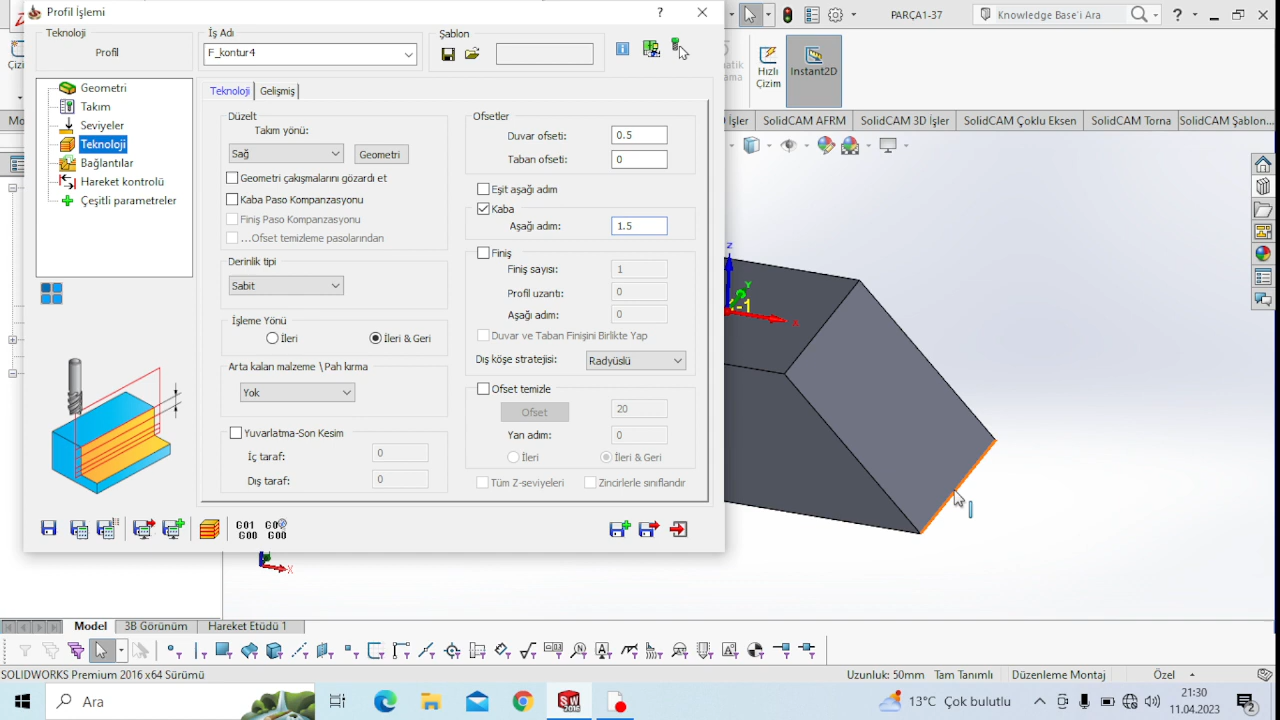 Profil İşlemi
PARÇA1-37
Knowledge Base'i Ara
Teknoloji
Profil
İş Adı
F_kontur4
Şablon
Hızlı
Çizim
Instant2D
SolidCAM AFRM
SolidCAM 3D İşler
SolidCAM Çoklu Eksen
SolidCAM Torna
SolidCAM Şablon...
Geometri
Takım
Seviyeler
Teknoloji
Bağlantılar
Hareket kontrolü
Çeşitli parametreler
Teknoloji
Gelişmiş
Düzelt
Takım yönü:
Sağ
Geometri
Geometri çakışmalarını gözardı et
Kaba Paso Kompanzasyonu
Finiş Paso Kompanzasyonu
...Ofset temizleme pasolarından
Derinlik tipi
Sabit
İşleme Yönü
İleri
İleri & Geri
Arta kalan malzeme \ Pah kırma
Yok
Yuvarlatma-Son Kesim
İç taraf:
0
Dış taraf:
0
Ofsetler
Duvar ofseti:
0.5
Taban ofseti:
0
Eşit aşağı adım
Kaba
Aşağı adım:
1.5
Finiş
Finiş sayısı:
1
Profil uzantı:
0
Aşağı adım:
0
Duvar ve Taban Finişini Birlikte Yap
Dış köşe stratejisi:
Radyüslü
Ofset temizle
Ofset
20
Yan adım:
0
İleri
İleri & Geri
Tüm Z-seviyeleri
Zincirlerle sınıflandır
G01
G00
G0
G00
Z
Y
X
X
Model
3B Görünüm
Hareket Etüdü 1
SOLIDWORKS Premium 2016 x64 Sürümü
Uzunluk: 50mm
Tam Tanımlı
Düzenleme Montaj
Özel
Ara
13°C Çok bulutlu
21:30
11.04.2023
2